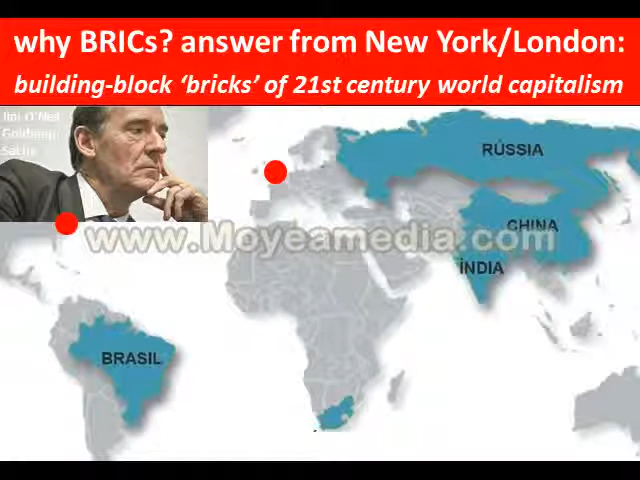 why BRICs? answer from New York/London:
building-block ‘bricks’ of 21st century world capitalism
Jim O'Neil
Goldman
Sachs
RÚSSIA
CHINA
www.Moyeamedia.com
ÍNDIA
BRASIL